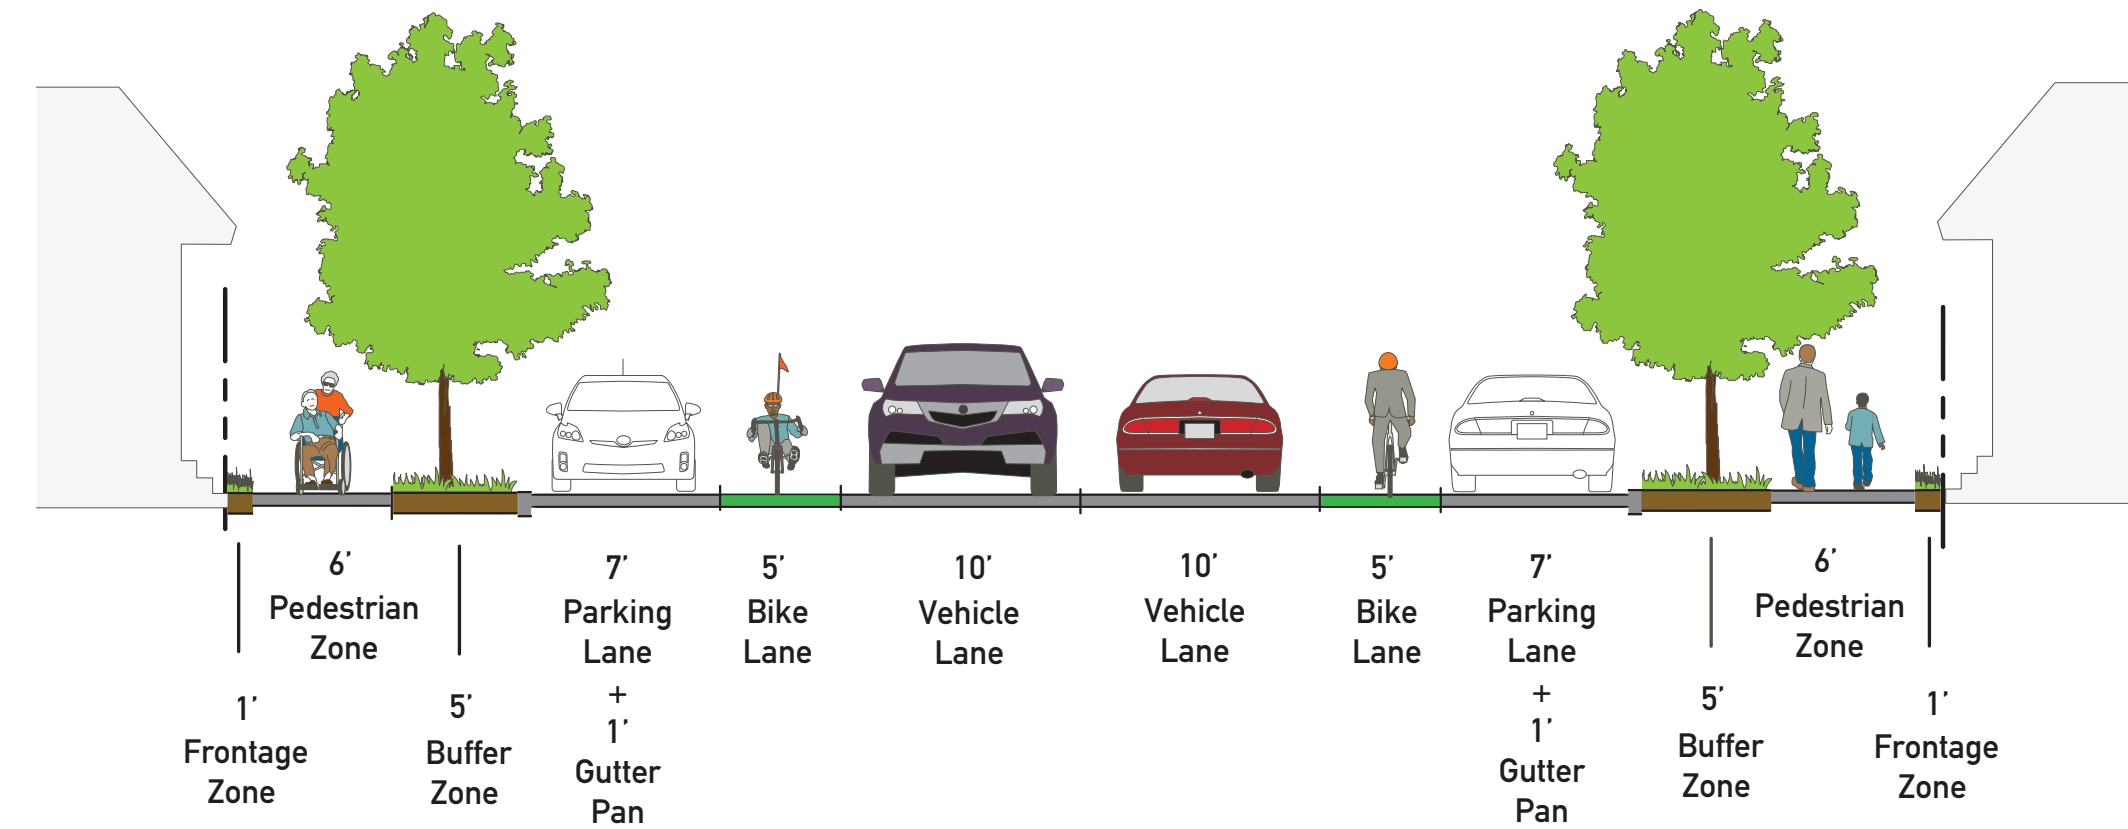 6’
Pedestrian
Zone
7’
Parking
Lane
+
1’
Gutter
Pan
5’
Bike
Lane
10’
Vehicle
Lane
10’
Vehicle
Lane
5’
Bike
Lane
7’
Parking
Lane
+
1’
Gutter
Pan
6’
Pedestrian
Zone
1’
Frontage
Zone
5’
Buffer
Zone
5’
Buffer
Zone
1’
Frontage
Zone